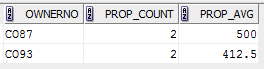 OWNERNO PROP_COUNT PROP_AVG
CO87 2 500
CO93 2 412.5